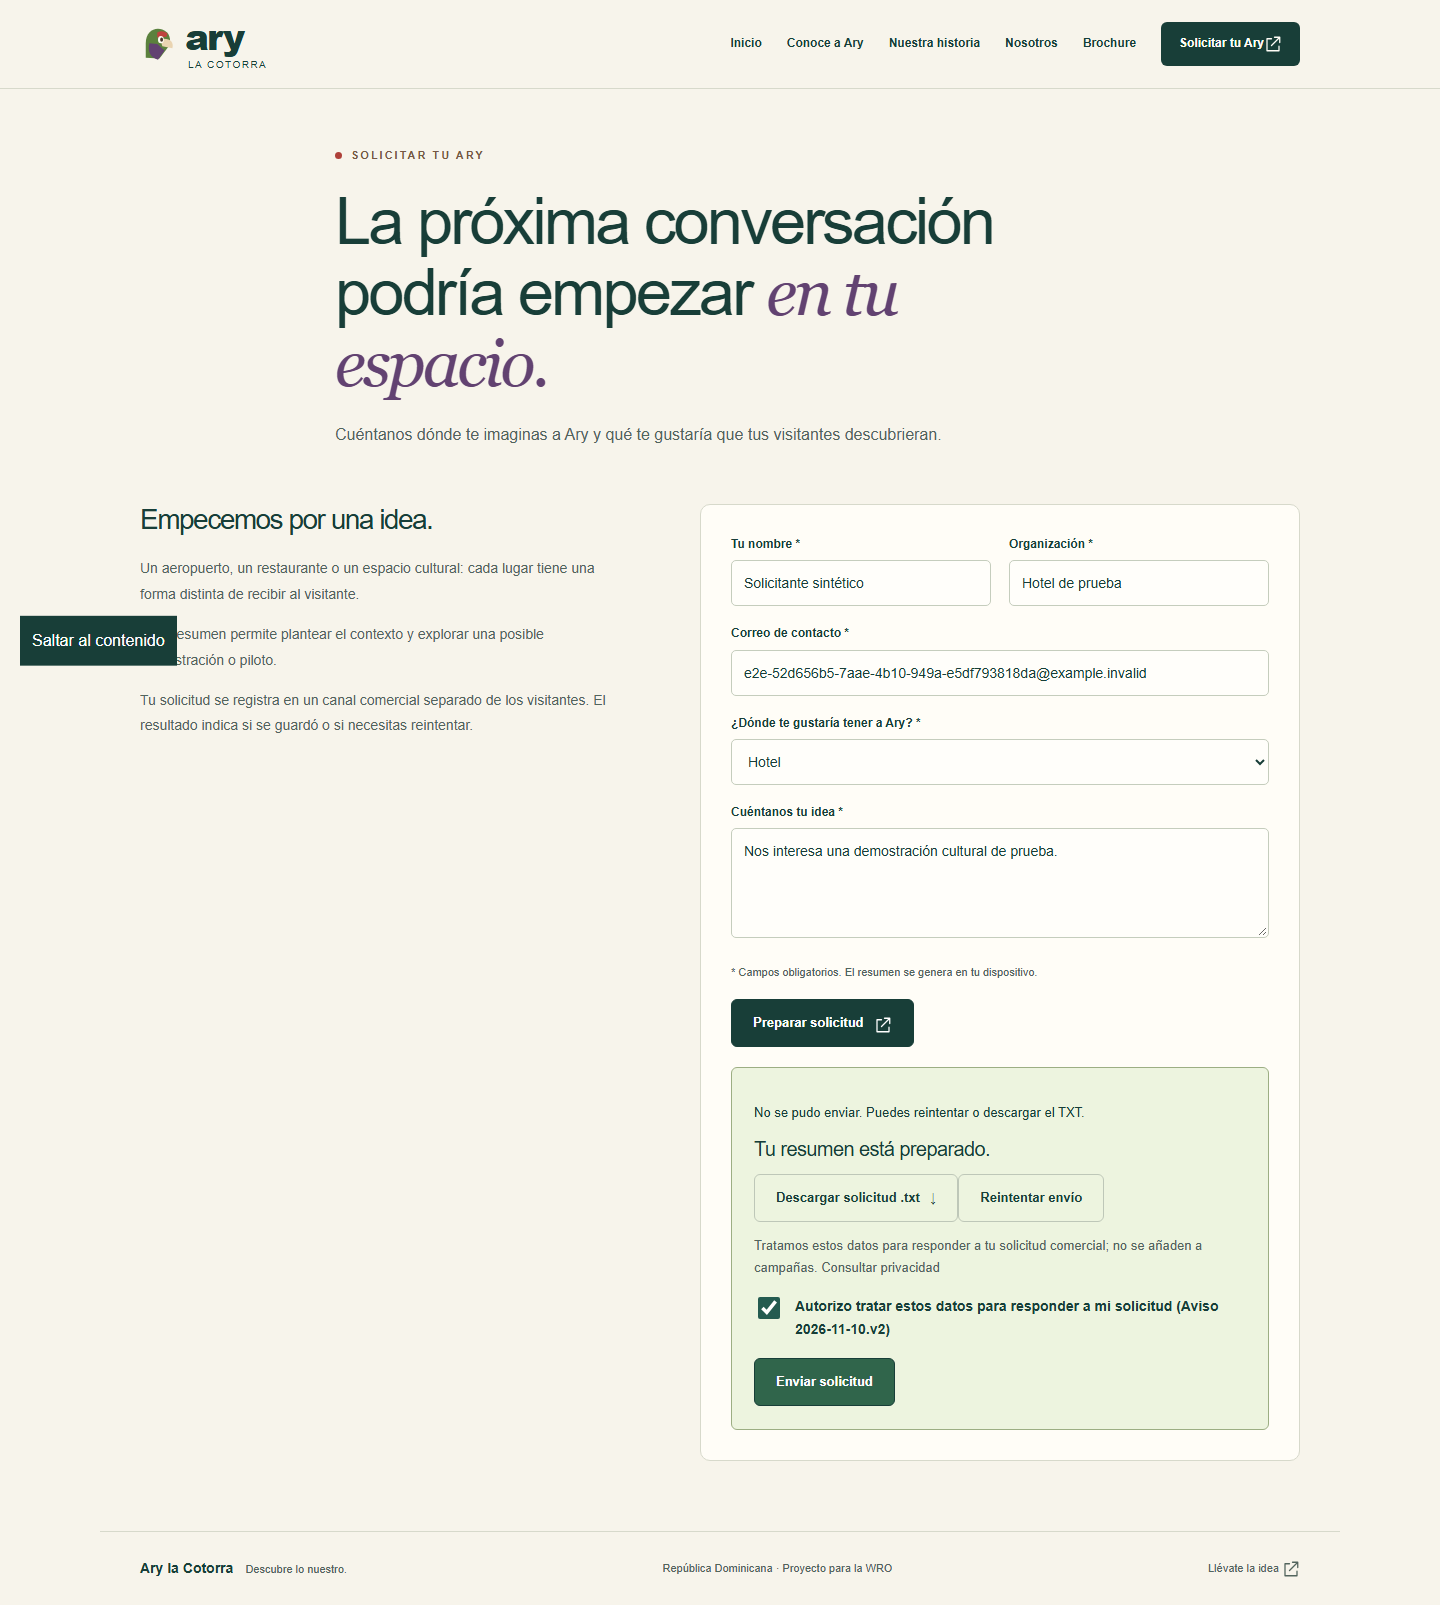 ary
LA COTORRA
Inicio
Conoce a Ary
Nuestra historia
Nosotros
Brochure
Solicitar tu Ary
SOLICITAR TU ARY
La próxima conversación
podría empezar en tu
espacio.
Cuéntanos dónde te imaginas a Ary y qué te gustaría que tus visitantes descubrieran.
Empecemos por una idea.
Un aeropuerto, un restaurante o un espacio cultural: cada lugar tiene una
forma distinta de recibir al visitante.
Saltar al contenido
esumen permite plantear el contexto y explorar una posible
stración o piloto.
Tu solicitud se registra en un canal comercial separado de los visitantes. El
resultado indica si se guardó o si necesitas reintentar.
Tu nombre *
Organización *
Solicitante sintético
Hotel de prueba
Correo de contacto *
e2e-52d656b5-7aae-4b10-949a-e5df793818da@example.invalid
¿Dónde te gustaría tener a Ary? *
Hotel
Cuéntanos tu idea *
Nos interesa una demostración cultural de prueba.
* Campos obligatorios. El resumen se genera en tu dispositivo.
Preparar solicitud
No se pudo enviar. Puedes reintentar o descargar el TXT.
Tu resumen está preparado.
Descargar solicitud .txt ↓
Reintentar envío
Tratamos estos datos para responder a tu solicitud comercial; no se añaden a
campañas. Consultar privacidad
Autorizo tratar estos datos para responder a mi solicitud (Aviso
2026-11-10.v2)
Enviar solicitud
Ary la Cotorra
Descubre lo nuestro.
República Dominicana · Proyecto para la WRO
Llévate la idea